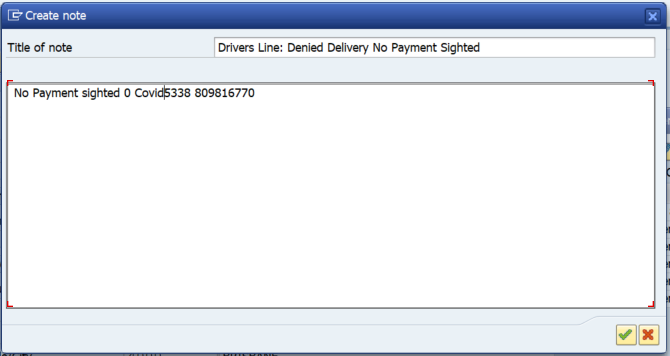 Create note
Title of note
Drivers Line: Denied Delivery No Payment Sighted
No Payment sighted 0 Covid5338 809816770